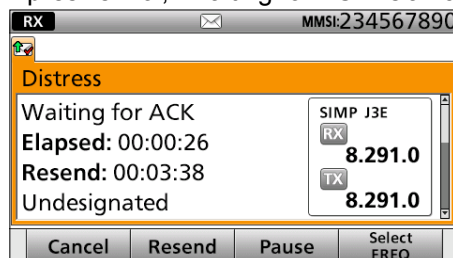 RX MMSI:234567890
Distress
Waiting for ACK
Elapsed: 00:00:26
Resend: 00:03:38
Undesignated
SIMP J3E
RX
8.291.0
TX
8.291.0
Cancel Resend Pause Select
FREQ